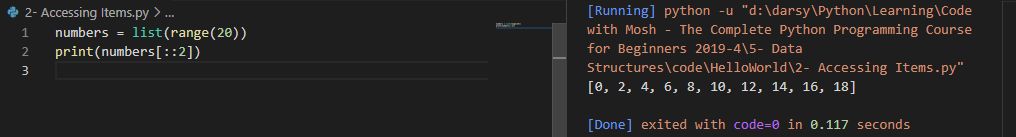 2- Accessing Items.py > ...
1 numbers = list(range(20))
2 print(numbers[::2])
3
[Running] python -u "d:\darsy\Python\Learning\Code
with Mosh - The Complete Python Programming Course
for Beginners 2019-4\5- Data
Structures\code\HelloWorld\2- Accessing Items.py"
[0, 2, 4, 6, 8, 10, 12, 14, 16, 18]
[Done] exited with code=0 in 0.117 seconds